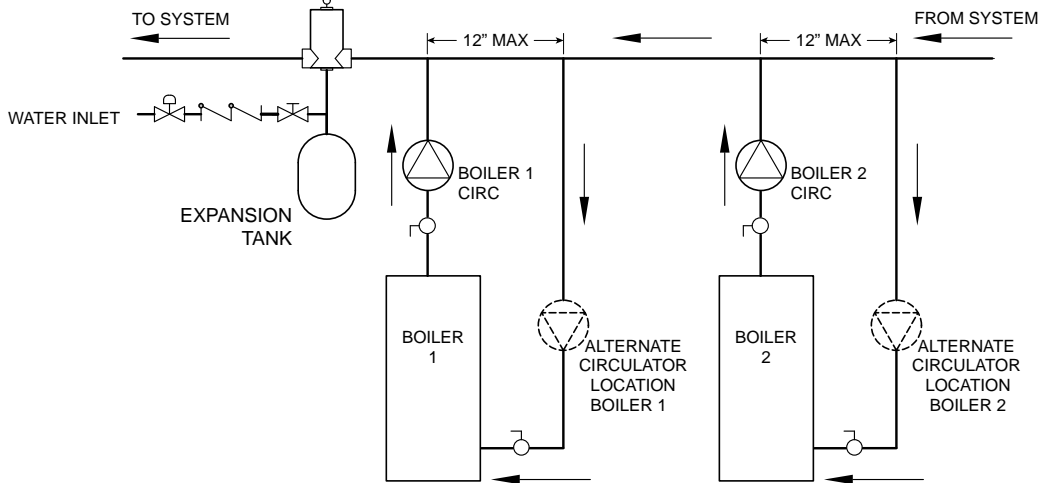 TO SYSTEM
12” MAX
12” MAX
FROM SYSTEM
WATER INLET
EXPANSION
TANK
BOILER 1
CIRC
BOILER 2
CIRC
BOILER
1
ALTERNATE
CIRCULATOR
LOCATION
BOILER 1
BOILER
2
ALTERNATE
CIRCULATOR
LOCATION
BOILER 2